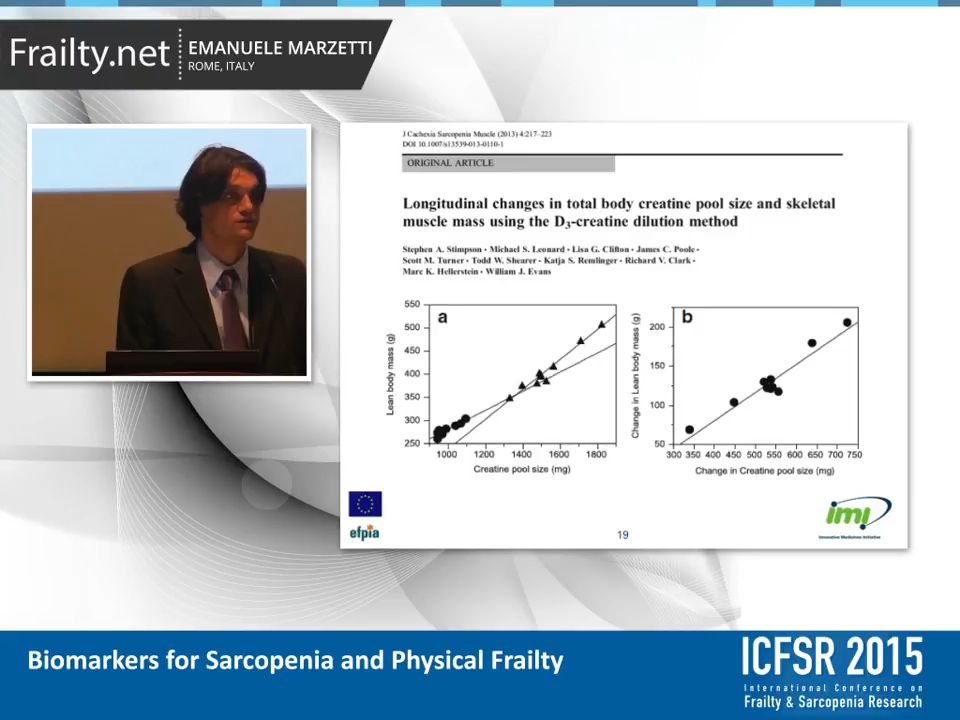 Frailty.net
EMANUELE MARZETTI
ROME, ITALY
J Cachexia Sarcopenia Muscle (2013) 4:217–223
DOI 10.1007/s13539-013-0110-1
ORIGINAL ARTICLE
Longitudinal changes in total body creatine pool size and skeletal
muscle mass using the D3-creatine dilution method
Stephen A. Stimpson · Michael S. Leonard · Lisa G. Clifton · James C. Poole ·
Scott M. Turner · Todd W. Shearer · Katja S. Remlinger · Richard V. Clark ·
Marc K. Hellerstein · William J. Evans
a
Lean body mass (g)
550
500
450
400
350
300
250
1000 1200 1400 1600 1800
Creatine pool size (mg)
b
Change in Lean body mass (g)
200
150
100
50
300 350 400 450 500 550 600 650 700 750
Change in Creatine pool size (mg)
efpia
19
imi
Innovative Medicines Initiative
Biomarkers for Sarcopenia and Physical Frailty
ICFSR 2015
International Conference on
Frailty & Sarcopenia Research